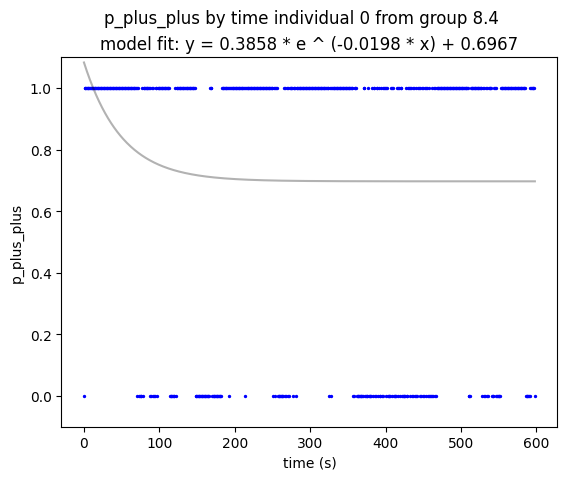 p_plus_plus by time individual 0 from group 8.4
model fit: y = 0.3858 * e ^ (-0.0198 * x) + 0.6967
1.0
0.8
0.6
0.4
0.2
0.0
p_plus_plus
0 100 200 300 400 500 600
time (s)